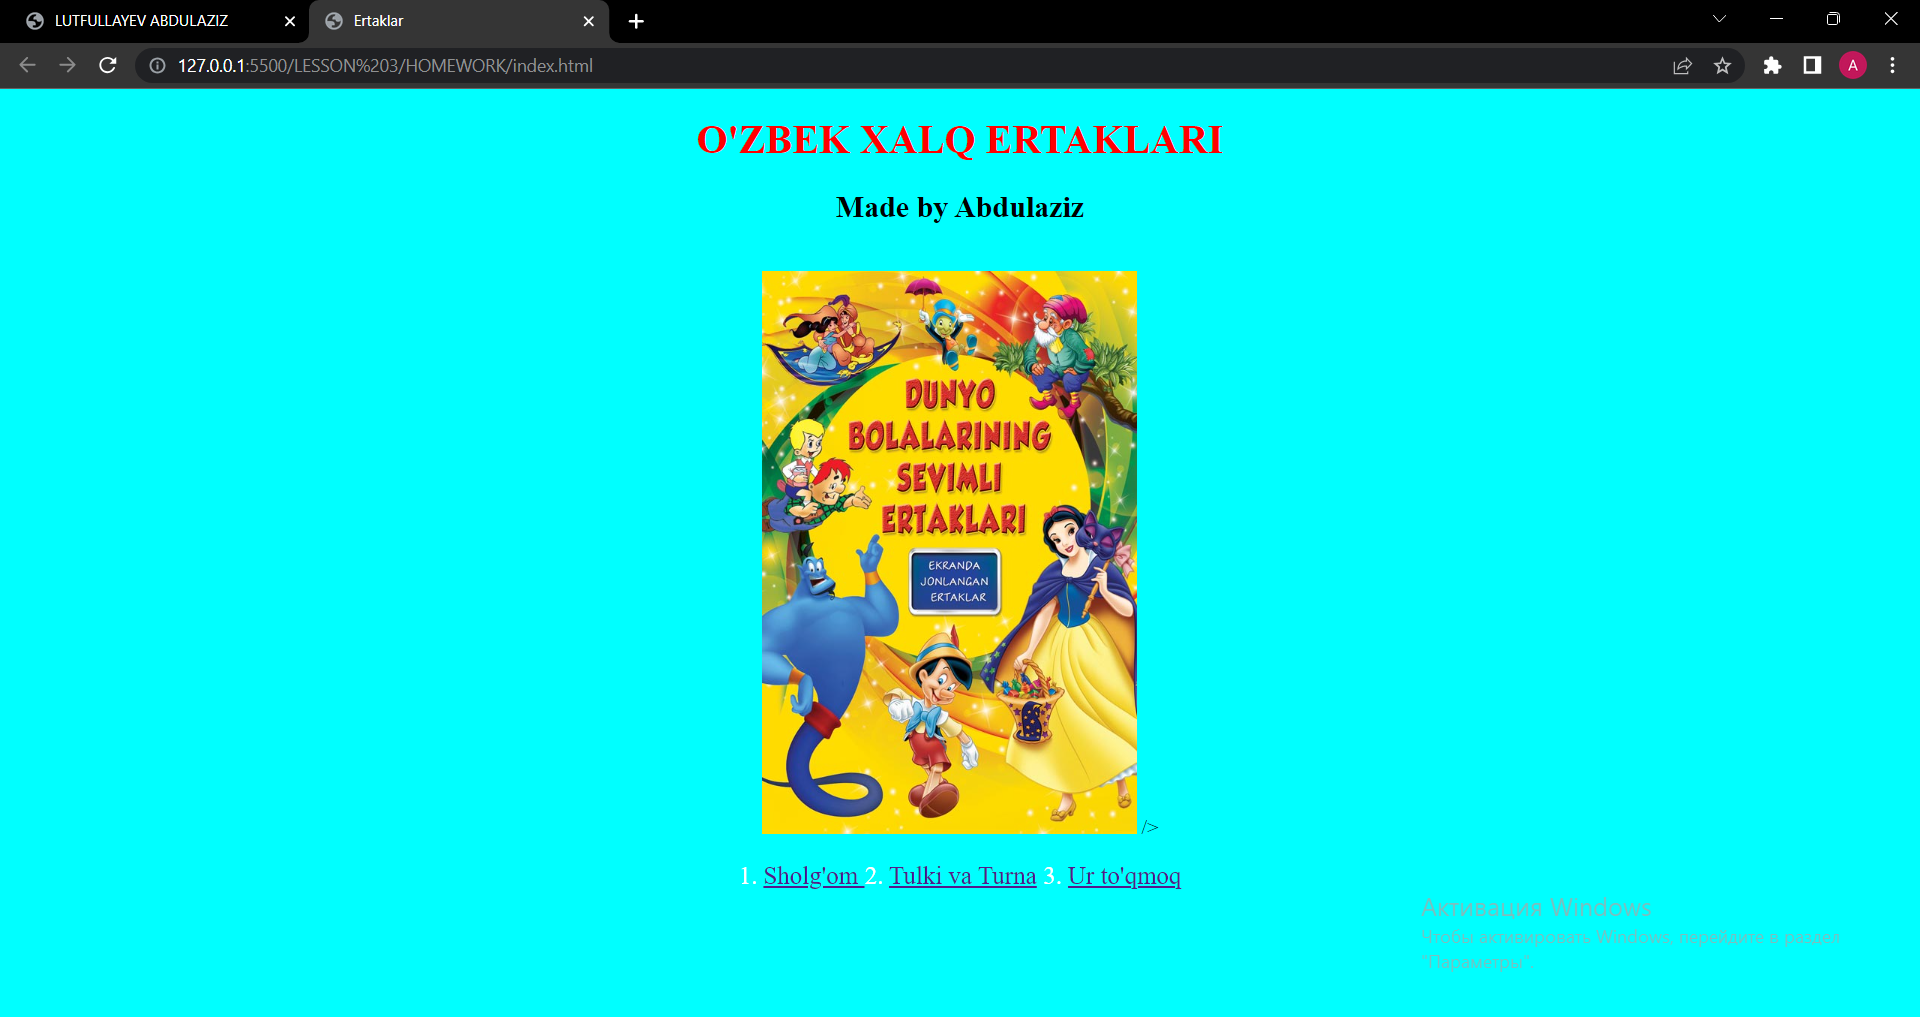 LUTFULLAYEV ABDULAZIZ
Ertaklar
127.0.0.1:5500/LESSON%203/HOMEWORK/index.html
A
O'ZBEK XALQ ERTAKLARI
Made by Abdulaziz
DUNYO
BOLALARINING
SEVIMLI
ERTAKLARI
EKRANDA
JONLANGAN
ERTAKLAR
/>
1. Sholg'om 2. Tulki va Turna 3. Ur to'qmoq
Активация Windows
Чтобы активировать Windows, перейдите в раздел
"Параметры".